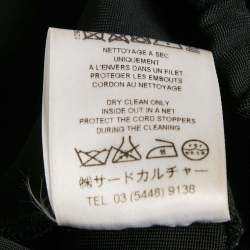 NETTOYAGE A SEC
UNIQUEMENT
A L'ENVERS DANS UN FILET
PROTEGER LES EMBOUTS
CORDON AU NETTOYAGE
DRY CLEAN ONLY
INSIDE OUT IN A NET
PROTECT THE CORD STOPPERS
DURING THE CLEANING
㈱サードカルチャー
TEL 03 (5448) 9138